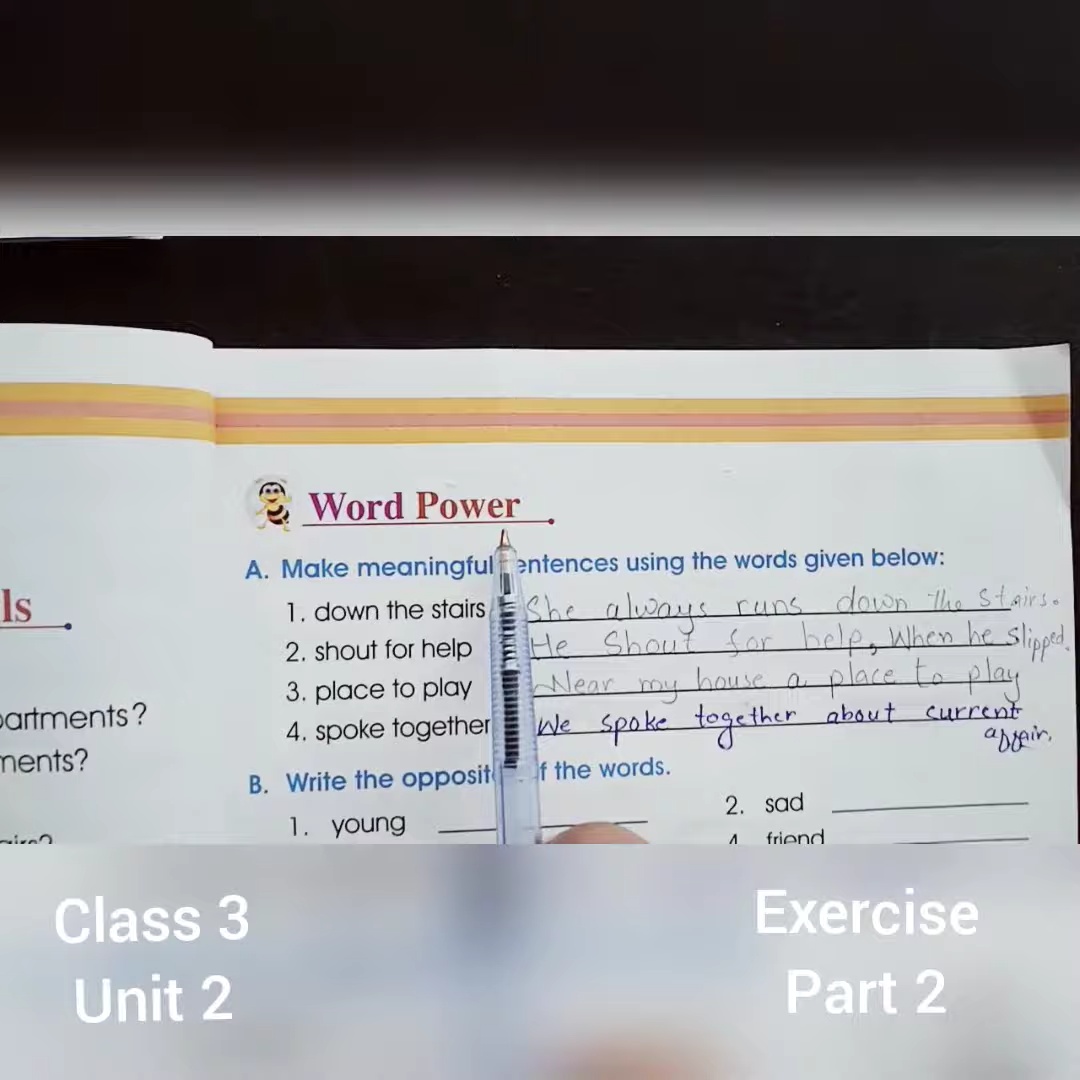 Word Power
A. Make meaningful entences using the words given below:
1. down the stairs She always runs down the stairs.
2. shout for help He Shout for help, When he slipped.
3. place to play Near my house a place to play
4. spoke together We spoke together about current
affair.
ls
partments?
ments?
B. Write the opposit f the words.
1. young
2. sad
4. friend
Class 3
Unit 2
Exercise
Part 2